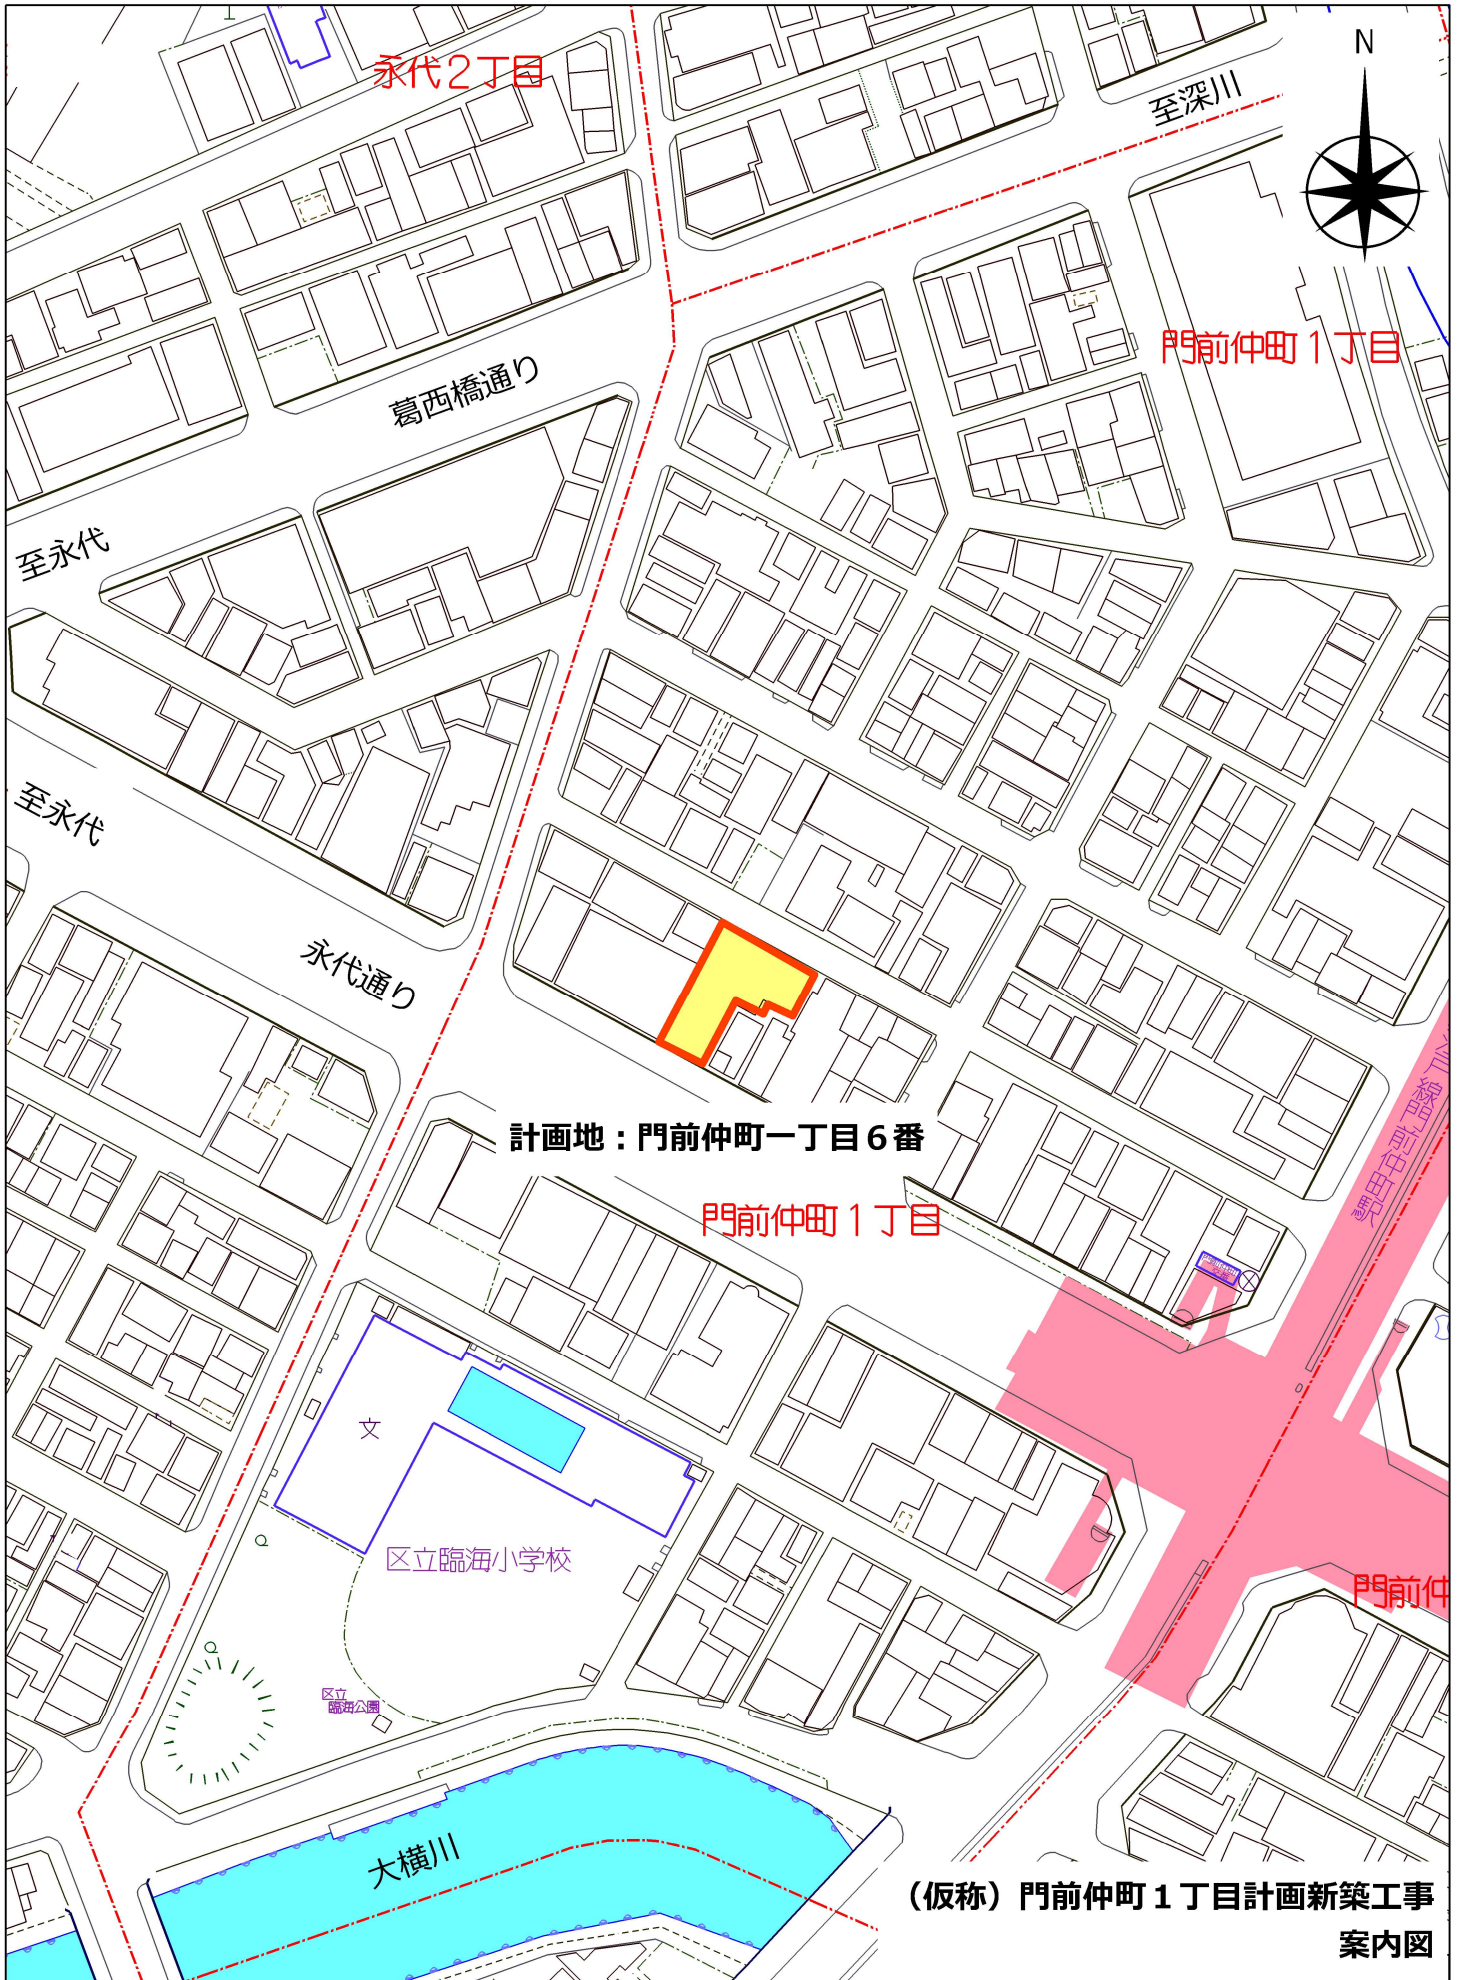 N
永代2丁目
至深川
門前仲町1丁目
葛西橋通り
至永代
至永代
永代通り
計画地：門前仲町一丁目６番
門前仲町1丁目
戸線門前仲町駅
文
区立臨海小学校
区立
臨海公園
門前仲
大横川
（仮称）門前仲町１丁目計画新築工事
案内図